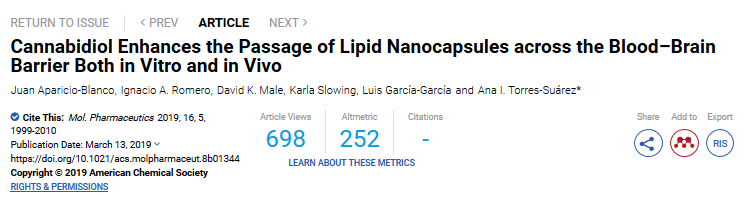 RETURN TO ISSUE < PREV ARTICLE NEXT >
Cannabidiol Enhances the Passage of Lipid Nanocapsules across the Blood–Brain
Barrier Both in Vitro and in Vivo
Juan Aparicio-Blanco, Ignacio A. Romero, David K. Male, Karla Slowing, Luis García-García and Ana I. Torres-Suárez*
Cite This: Mol. Pharmaceutics 2019, 16, 5,
1999-2010
Publication Date: March 13, 2019
https://doi.org/10.1021/acs.molpharmaceut.8b01344
Copyright © 2019 American Chemical Society
RIGHTS & PERMISSIONS
Article Views Altmetric Citations
698 252 -
LEARN ABOUT THESE METRICS
Share Add to Export
RIS